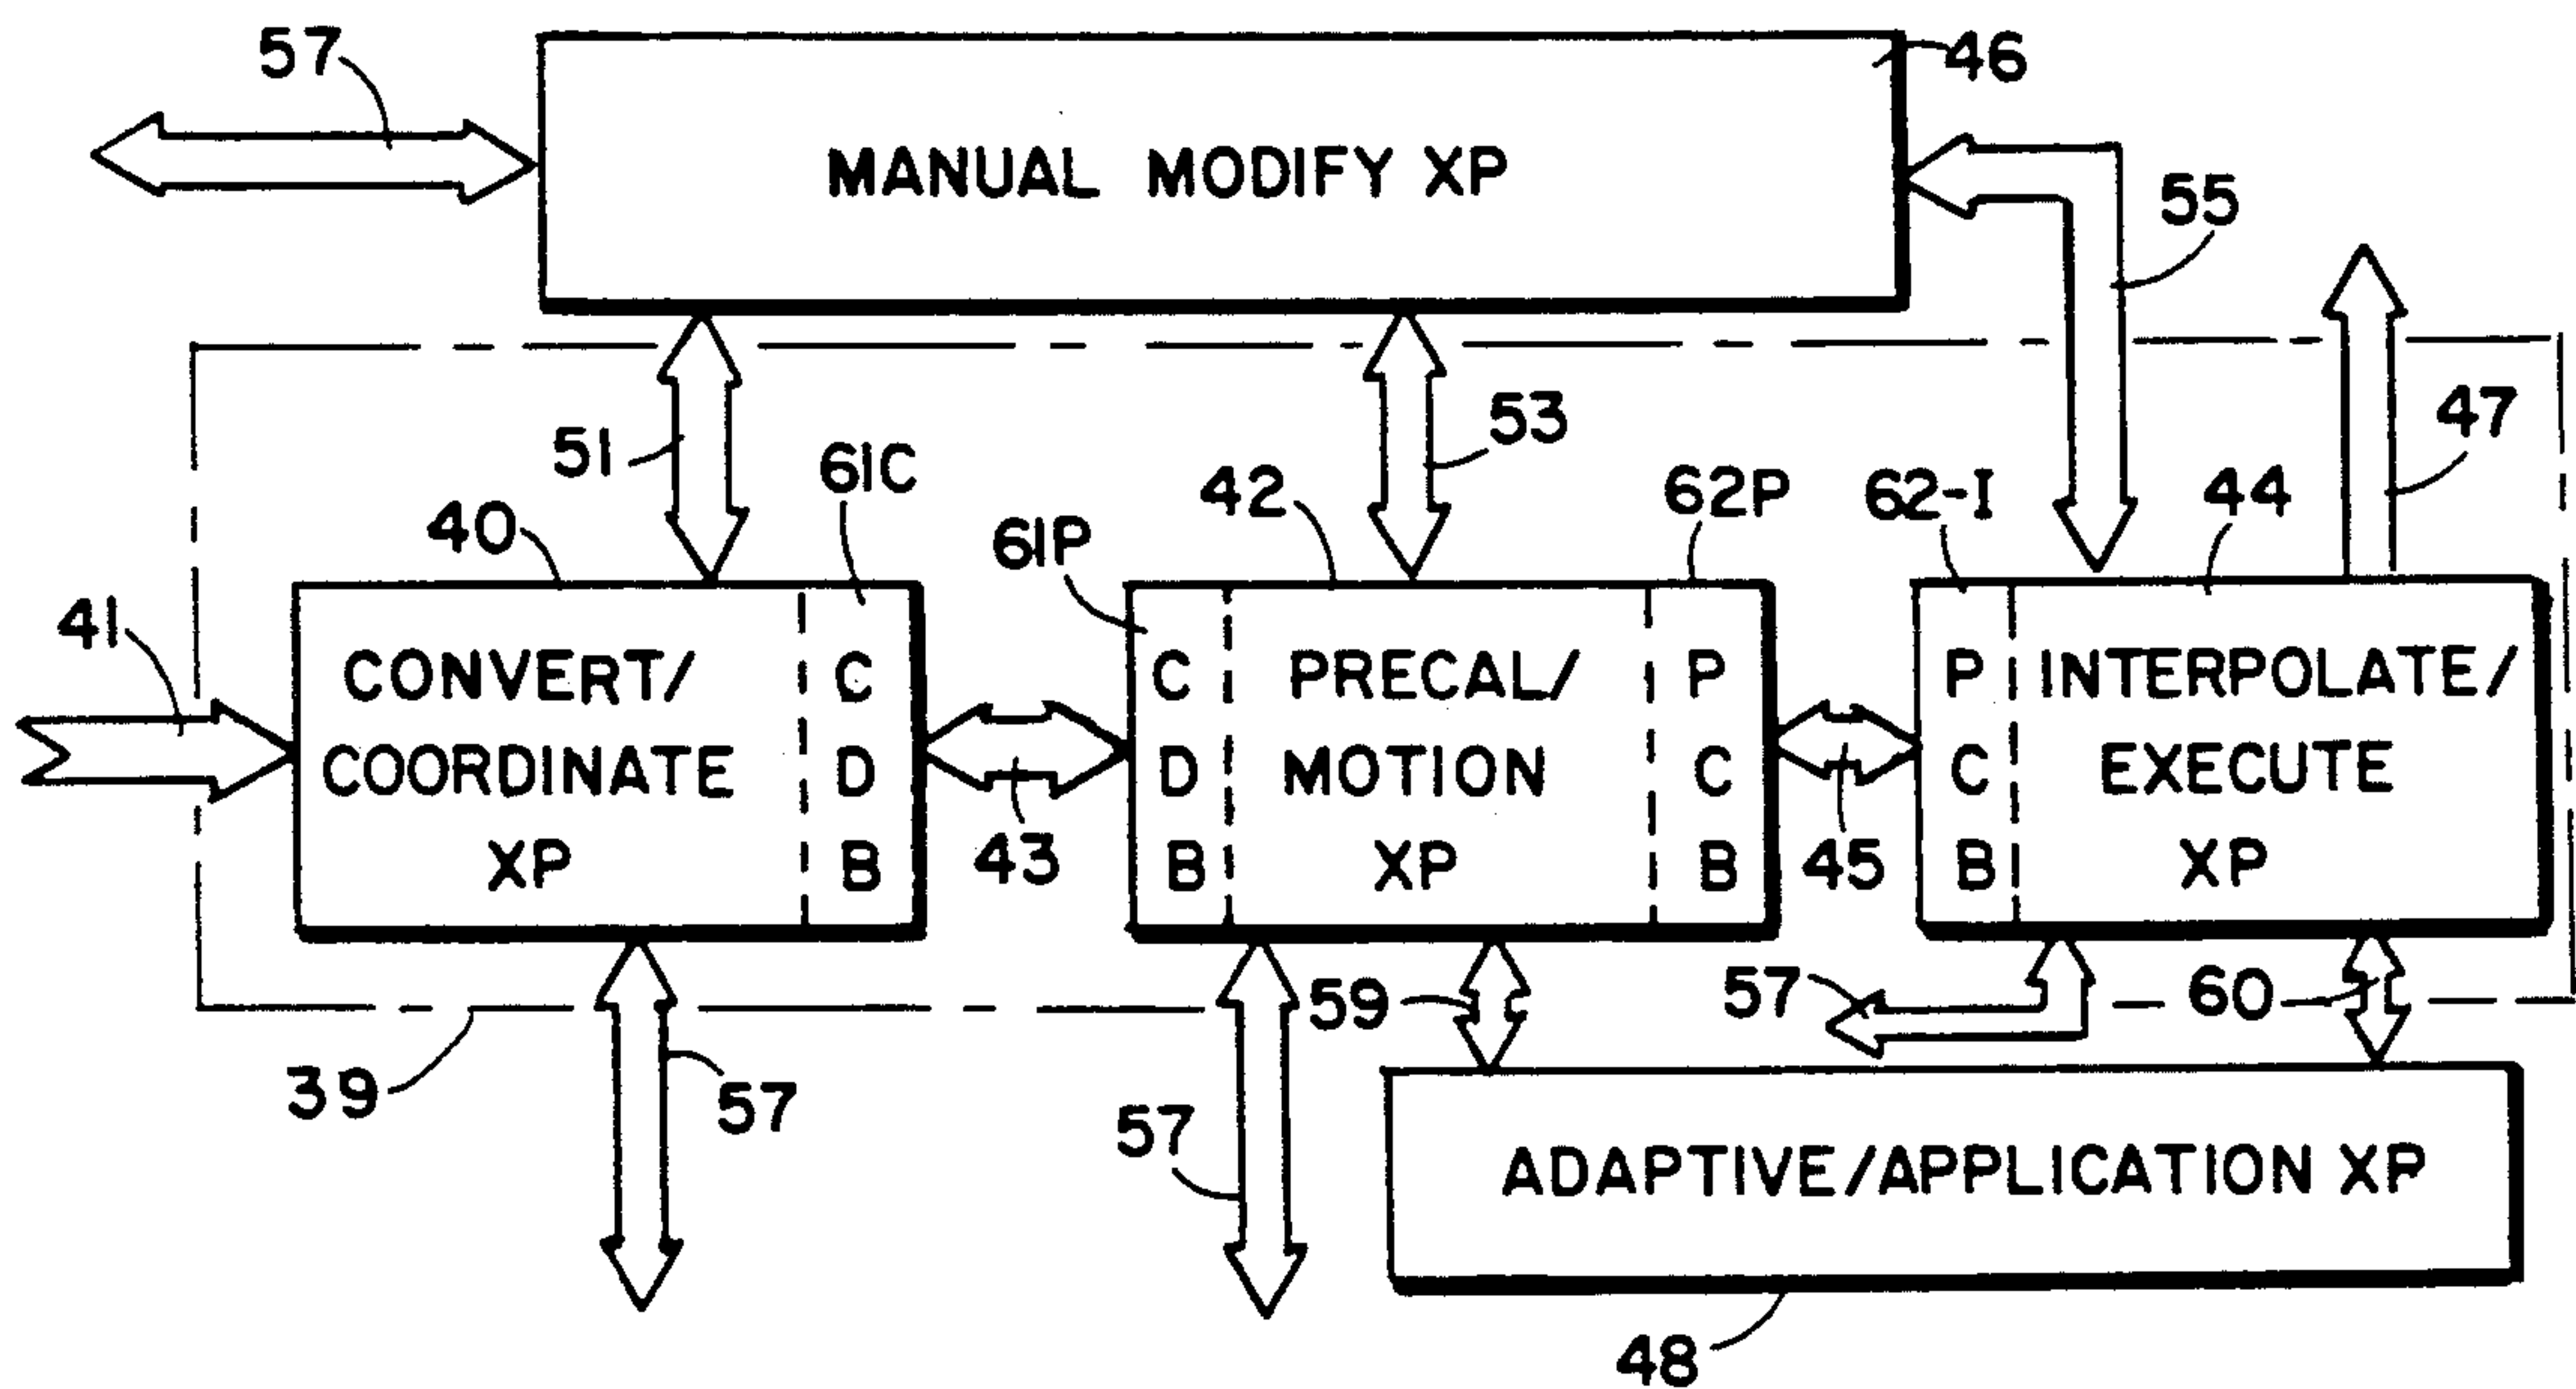 57
46
MANUAL MODIFY XP
55
47
51
53
61C
40
61P
42
62P
62-I
44
41
CONVERT/
COORDINATE
XP
C
D
B
43
C
D
B
PRECAL/
MOTION
XP
P
C
B
45
P
C
B
INTERPOLATE/
EXECUTE
XP
59
57
60
39
57
57
ADAPTIVE/APPLICATION XP
48